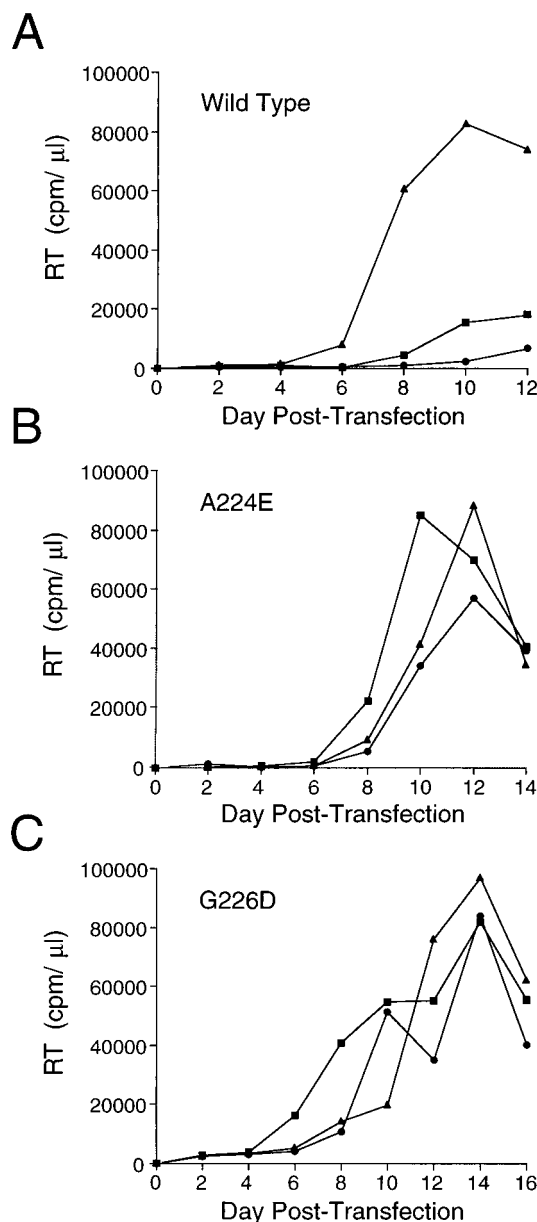 A
Wild Type
RT (cpm/ μl)
100000
80000
60000
40000
20000
0
0 2 4 6 8 10 12
Day Post-Transfection
B
A224E
RT (cpm/ μl)
100000
80000
60000
40000
20000
0
0 2 4 6 8 10 12 14
Day Post-Transfection
C
G226D
RT (cpm/ μl)
100000
80000
60000
40000
20000
0
0 2 4 6 8 10 12 14 16
Day Post-Transfection